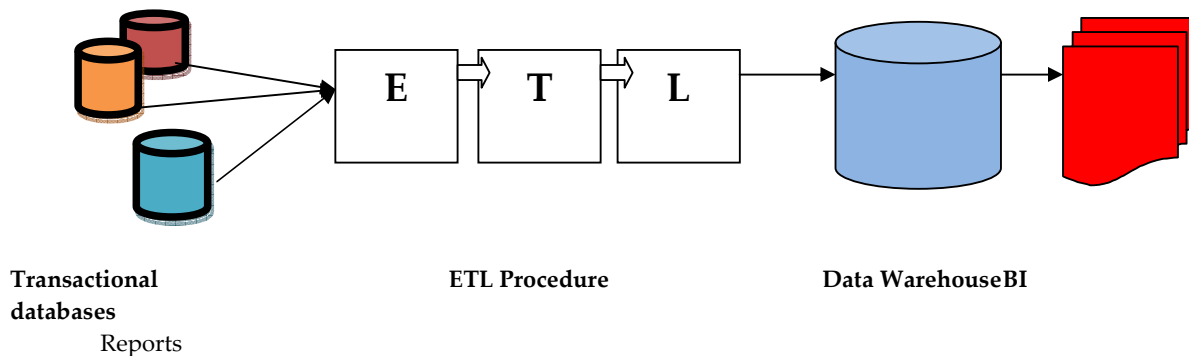 E T L
Transactional ETL Procedure Data WarehouseBI
databases
Reports